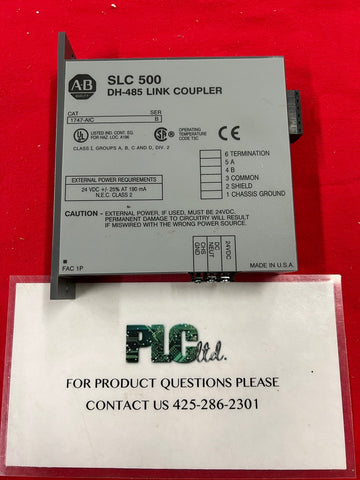 AB
QUALITY
SLC 500
DH-485 LINK COUPLER
CAT
SER
1747-AIC
B
UL
LISTED IND. CONT. EQ.
FOR HAZ. LOC. A196
SA
OPERATING
TEMPERATURE
CODE T3C
CE
CLASS I, GROUPS A, B, C AND D, DIV. 2
6 TERMINATION
5 A
4 B
3 COMMON
2 SHIELD
1 CHASSIS GROUND
EXTERNAL POWER REQUIREMENTS
24 VDC +/- 25% AT 190 mA
N.E.C. CLASS 2
CAUTION - EXTERNAL POWER, IF USED, MUST BE 24VDC.
PERMANENT DAMAGE TO CIRCUITRY WILL RESULT
IF MISWIRED WITH THE WRONG POWER SOURCE.
24VDC
DC
NEUT
CHS
GND
FAC 1P
MADE IN U.S.A.
PLC ltd.
FOR PRODUCT QUESTIONS PLEASE
CONTACT US 425-286-2301